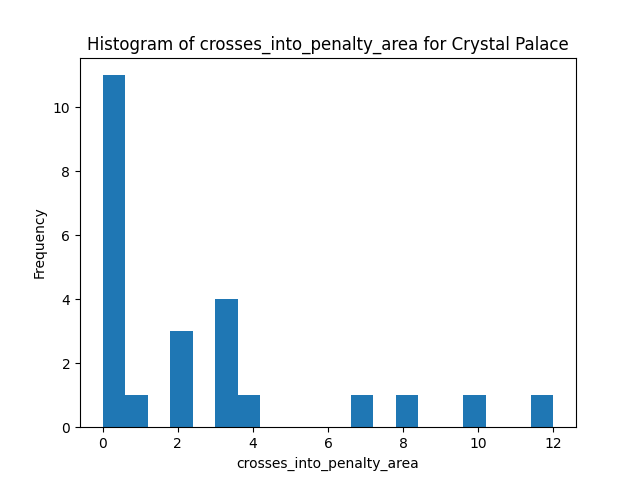 Histogram of crosses_into_penalty_area for Crystal Palace
10
8
6
4
2
0
Frequency
0 2 4 6 8 10 12
crosses_into_penalty_area